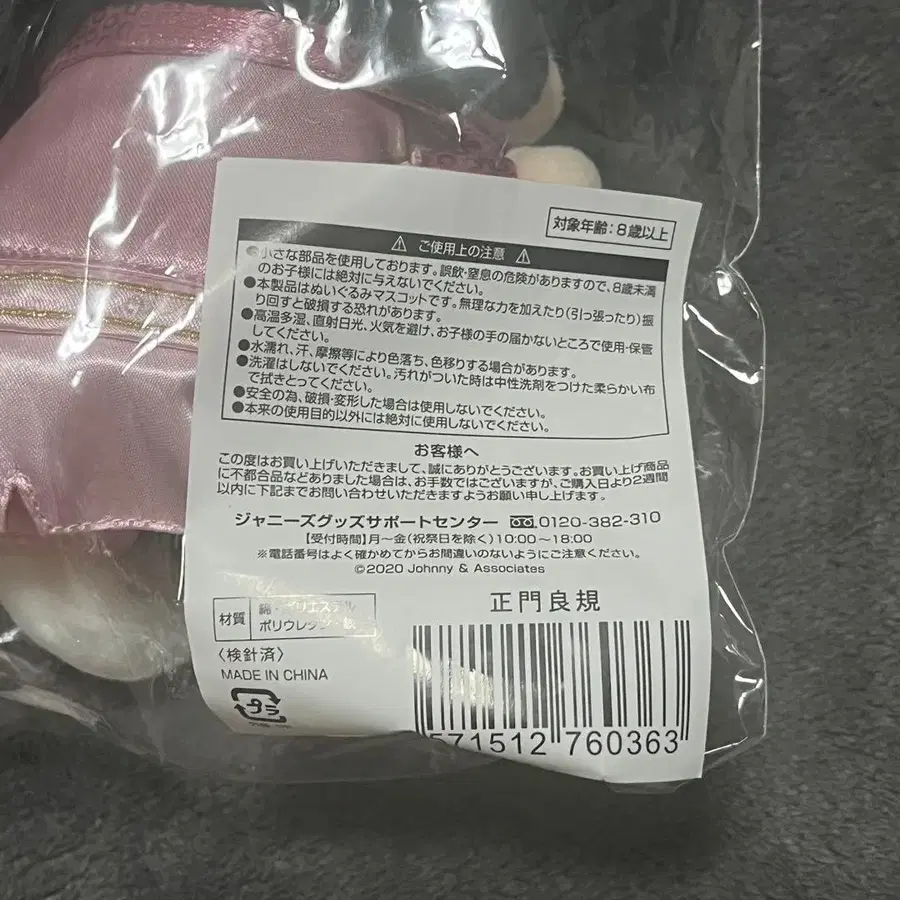 対象年齢:8歳以上
⚠ ご使用上の注意 ⚠
●小さな部品を使用しております。誤飲・窒息の危険がありますので、8歳未満
のお子様には絶対に与えないでください。
●本製品はぬいぐるみマスコットです。無理な力を加えたり(引っ張ったり)振
り回すと破損する恐れがあります。
●高温多湿、直射日光、火気を避け、お子様の手の届かないところで使用・保管
してください。
●水濡れ、汗、摩擦等により色落ち、色移りする場合があります。
●洗濯はしないでください。汚れがついた時は中性洗剤をつけた柔らかい布
で拭きとってください。
●安全の為、破損・変形した場合は使用しないでください。
●本来の使用目的以外には絶対に使用しないでください。
お客様へ
この度はお買い上げいただきまして、誠にありがとうございます。お買い上げ商品
に不都合品などありました場合は、お手数ではございますが、ご購入日より2週間
以内に下記までお問い合わせいただきますようお願い申し上げます。
ジャニーズグッズサポートセンター 0120-382-310
【受付時間】月〜金(祝祭日を除く)10:00〜18:00
※電話番号はよく確かめてからお間違いのないようにご注意ください。
©2020 Johnny & Associates
正門良規
材質
綿・ポリエステル
ポリウレタン・鉄
〈検針済〉
MADE IN CHINA
プラ
571512 760363